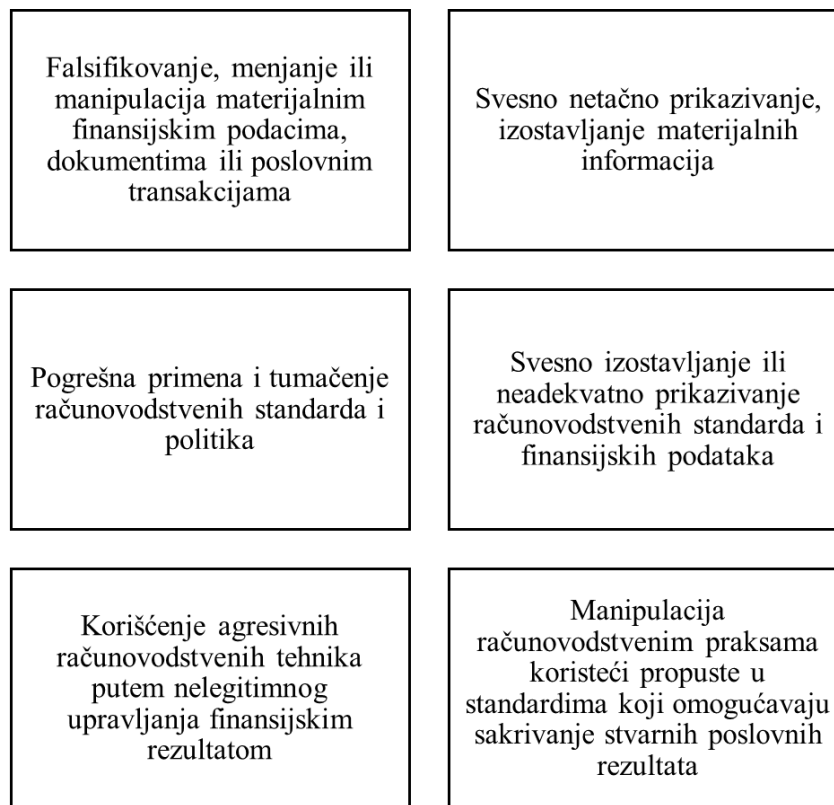 Falsifikovanje, menjanje ili
manipulacija materijalnim
finansijskim podacima,
dokumentima ili poslovnim
transakcijama
Svesno netačno prikazivanje,
izostavljanje materijalnih
informacija
Pogrešna primena i tumačenje
računovodstvenih standarda i
politika
Svesno izostavljanje ili
neadekvatno prikazivanje
računovodstvenih standarda i
finansijskih podataka
Korišćenje agresivnih
računovodstvenih tehnika
putem nelegitimnog
upravljanja finansijskim
rezultatom
Manipulacija
računovodstvenim praksama
koristeći propuste u
standardima koji omogućavaju
sakrivanje stvarnih poslovnih
rezultata